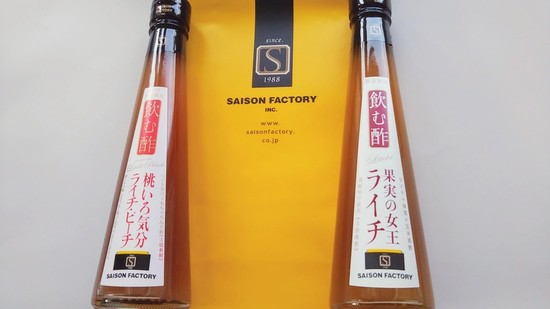 飲む酢
桃いろ気分
ライチ・ピーチ
S
SAISON FACTORY
since.
S
1988
SAISON FACTORY
INC.
www.
saisonfactory.
co.jp
飲む酢
果実の女王
ライチ
S
SAISON FACTORY